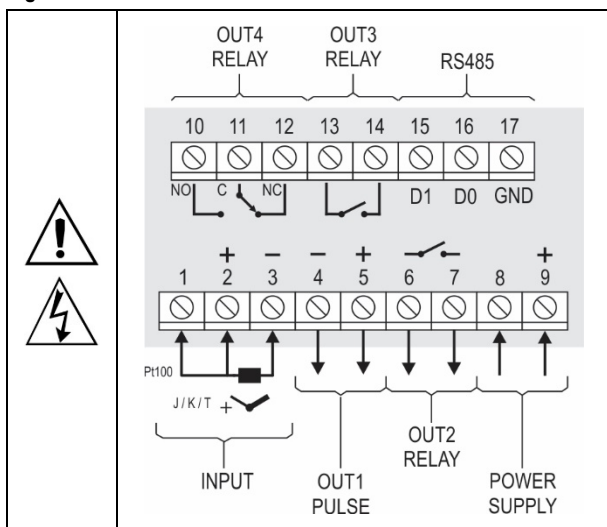 OUT4 RELAY
OUT3 RELAY
RS485
10 11 12 13 14 15 16 17
NO C NC D1 D0 GND
+ − − + +
1 2 3 4 5 6 7 8 9
Pt100
J/K/T +
INPUT
OUT1 PULSE
OUT2 RELAY
POWER SUPPLY